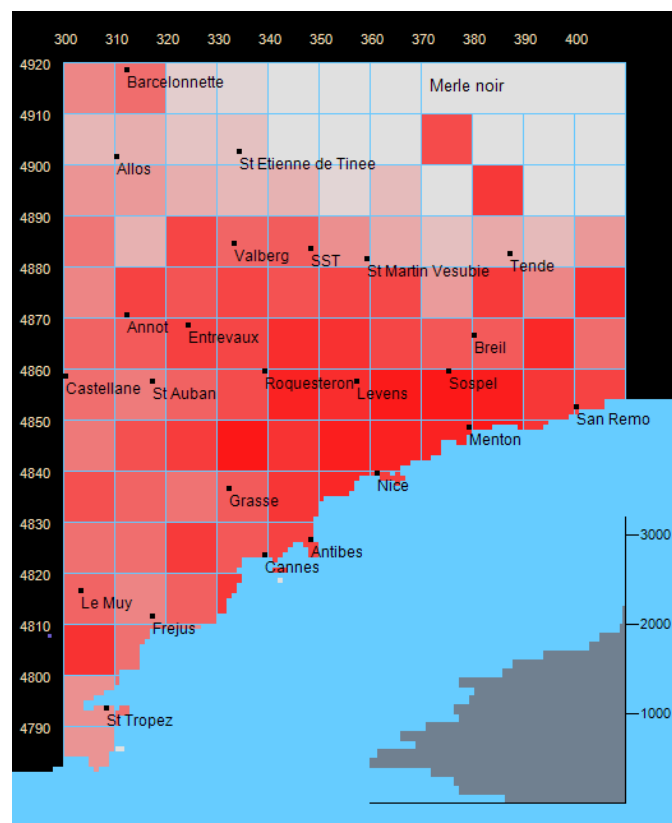 300 310 320 330 340 350 360 370 380 390 400
4920
Barcelonnette
Merle noir
4910
4900
Allos
St Etienne de Tinee
4890
Valberg
SST
St Martin Vesubie
Tende
4880
4870
Annot
Entrevaux
Breil
4860
Castellane
St Auban
Roquesteron
Levens
Sospel
4850
San Remo
Menton
4840
Nice
Grasse
4830
3000
Antibes
Cannes
4820
Le Muy
2000
4810
Frejus
4800
St Tropez
1000
4790